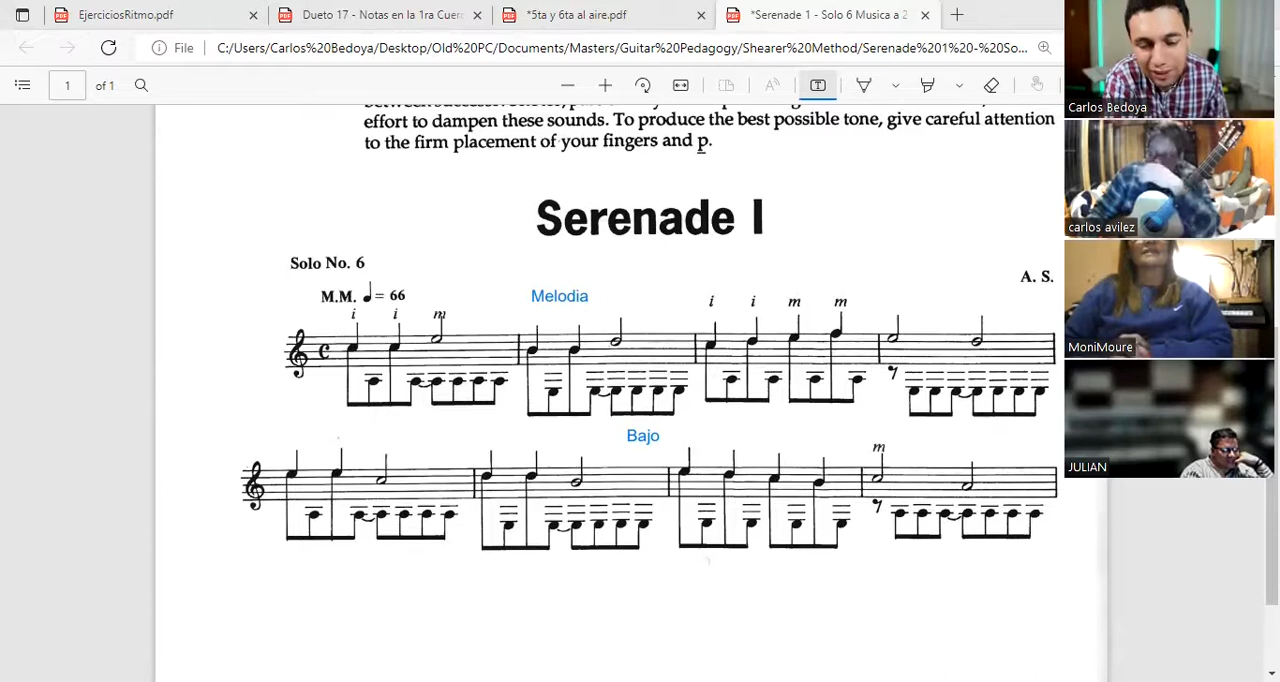 EjerciciosRitmo.pdf
Dueto 17 - Notas en la 1ra Cuer
*5ta y 6ta al aire.pdf
*Serenade 1 - Solo 6 Musica a 2
File
C:/Users/Carlos%20Bedoya/Desktop/Old%20PC/Documents/Masters/Guitar%20Pedagogy/Shearer%20Method/Serenade%201%20-%20So...
1
of 1
effort to dampen these sounds. To produce the best possible tone, give careful attention
to the firm placement of your fingers and p.
Serenade I
Solo No. 6
A. S.
M.M. ♩= 66
Melodia
i i m
i i m m
Bajo
m
Carlos Bedoya
carlos avilez
MoniMoure
JULIAN